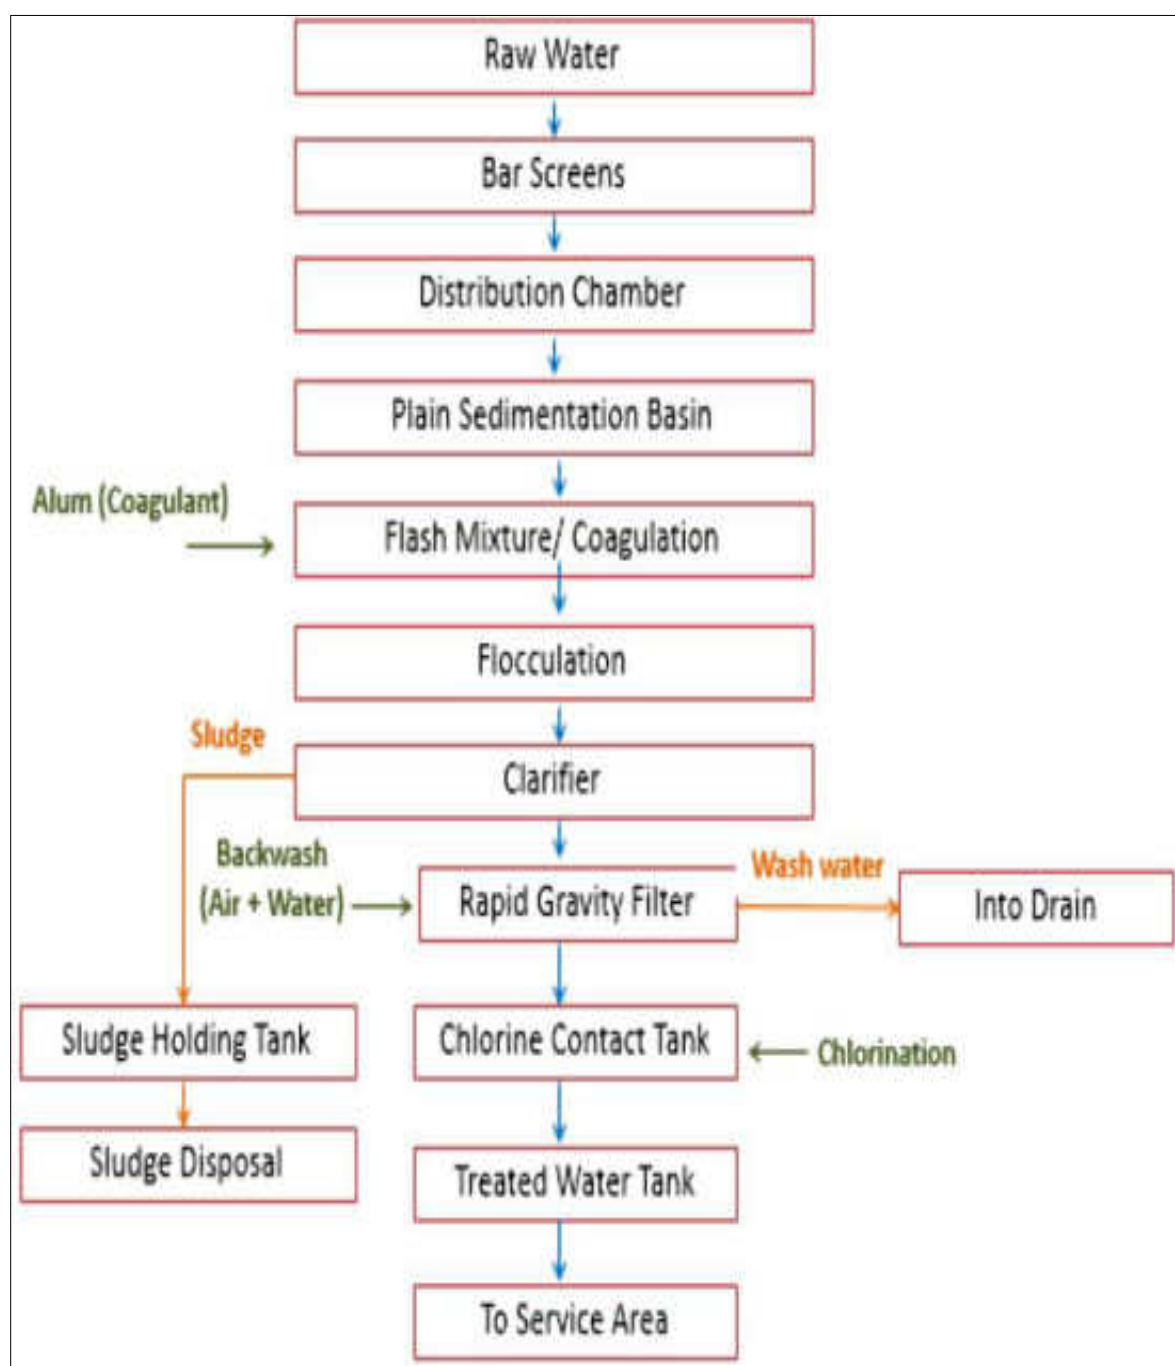 Raw Water
Bar Screens
Distribution Chamber
Plain Sedimentation Basin
Alum (Coagulant)
Flash Mixture/ Coagulation
Flocculation
Sludge
Clarifier
Backwash
(Air + Water)
Rapid Gravity Filter
Wash water
Into Drain
Sludge Holding Tank
Chlorine Contact Tank
Chlorination
Sludge Disposal
Treated Water Tank
To Service Area